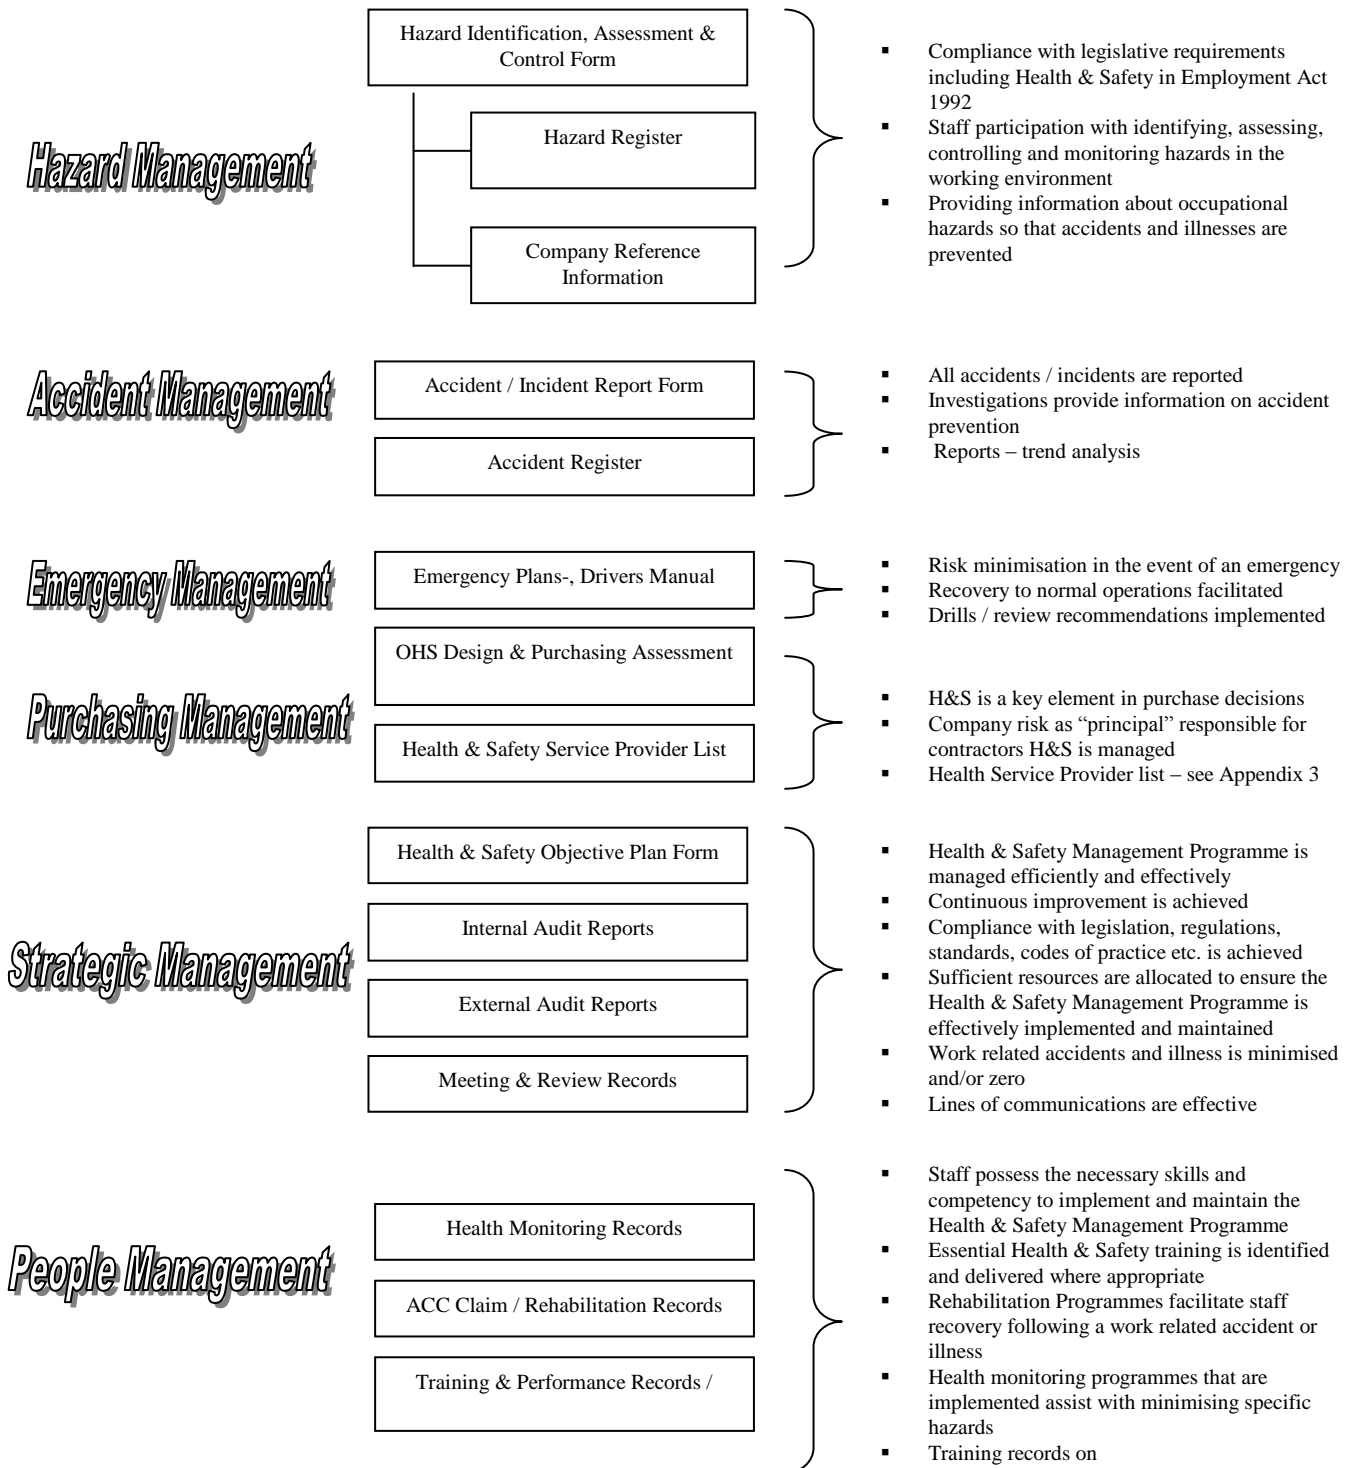 Hazard Management
Hazard Identification, Assessment &
Control Form
Hazard Register
Company Reference
Information
▪ Compliance with legislative requirements
including Health & Safety in Employment Act
1992
▪ Staff participation with identifying, assessing,
controlling and monitoring hazards in the
working environment
▪ Providing information about occupational
hazards so that accidents and illnesses are
prevented
Accident Management
Accident / Incident Report Form
Accident Register
▪ All accidents / incidents are reported
▪ Investigations provide information on accident
prevention
▪ Reports – trend analysis
Emergency Management
Emergency Plans-, Drivers Manual
▪ Risk minimisation in the event of an emergency
▪ Recovery to normal operations facilitated
▪ Drills / review recommendations implemented
Purchasing Management
OHS Design & Purchasing Assessment
Health & Safety Service Provider List
▪ H&S is a key element in purchase decisions
▪ Company risk as “principal” responsible for
contractors H&S is managed
▪ Health Service Provider list – see Appendix 3
Strategic Management
Health & Safety Objective Plan Form
Internal Audit Reports
External Audit Reports
Meeting & Review Records
▪ Health & Safety Management Programme is
managed efficiently and effectively
▪ Continuous improvement is achieved
▪ Compliance with legislation, regulations,
standards, codes of practice etc. is achieved
▪ Sufficient resources are allocated to ensure the
Health & Safety Management Programme is
effectively implemented and maintained
▪ Work related accidents and illness is minimised
and/or zero
▪ Lines of communications are effective
People Management
Health Monitoring Records
ACC Claim / Rehabilitation Records
Training & Performance Records /
▪ Staff possess the necessary skills and
competency to implement and maintain the
Health & Safety Management Programme
▪ Essential Health & Safety training is identified
and delivered where appropriate
▪ Rehabilitation Programmes facilitate staff
recovery following a work related accident or
illness
▪ Health monitoring programmes that are
implemented assist with minimising specific
hazards
▪ Training records on